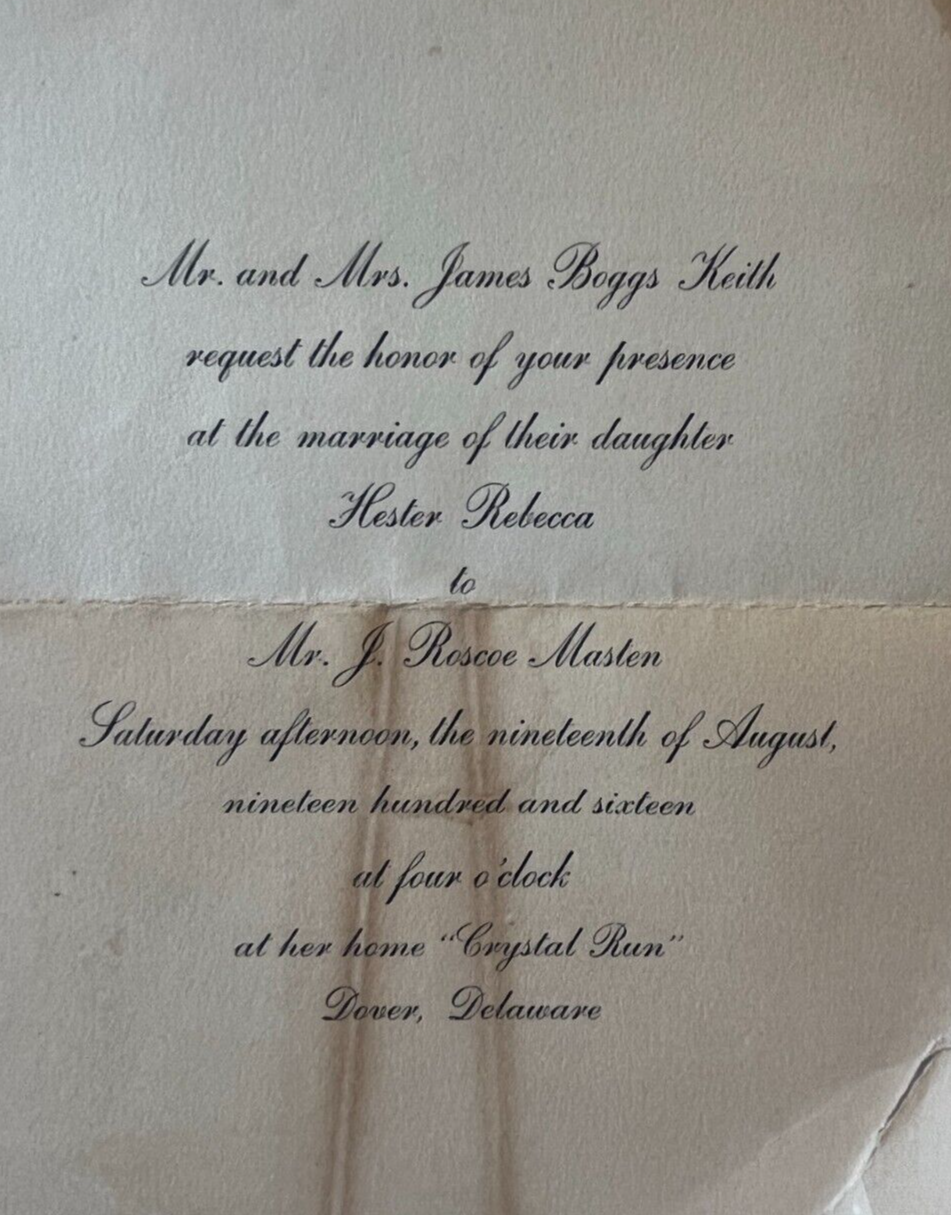 Mr. and Mrs. James Boggs Keith
request the honor of your presence
at the marriage of their daughter
Hester Rebecca
to
Mr. J. Roscoe Masten
Saturday afternoon, the nineteenth of August,
nineteen hundred and sixteen
at four o'clock
at her home “Crystal Run”
Dover, Delaware